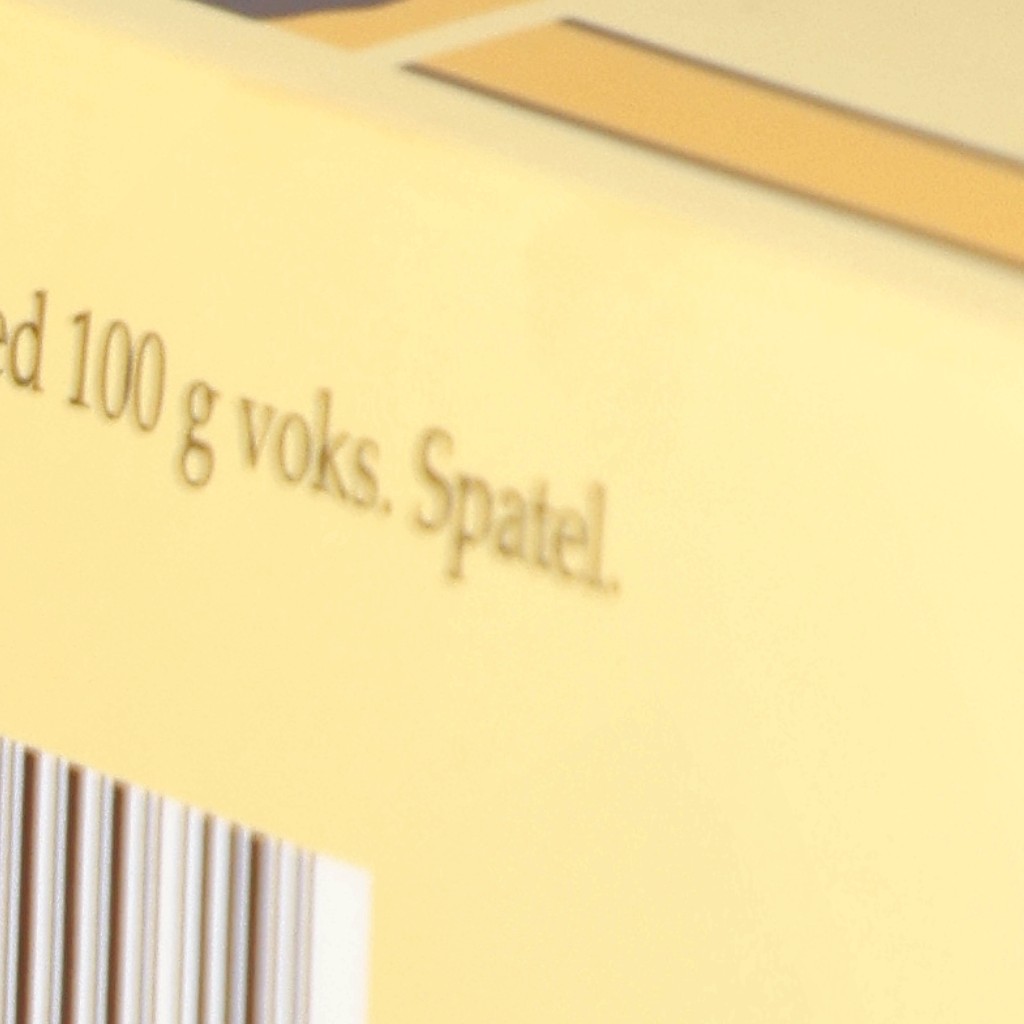 ed 100 g voks. Spatel.